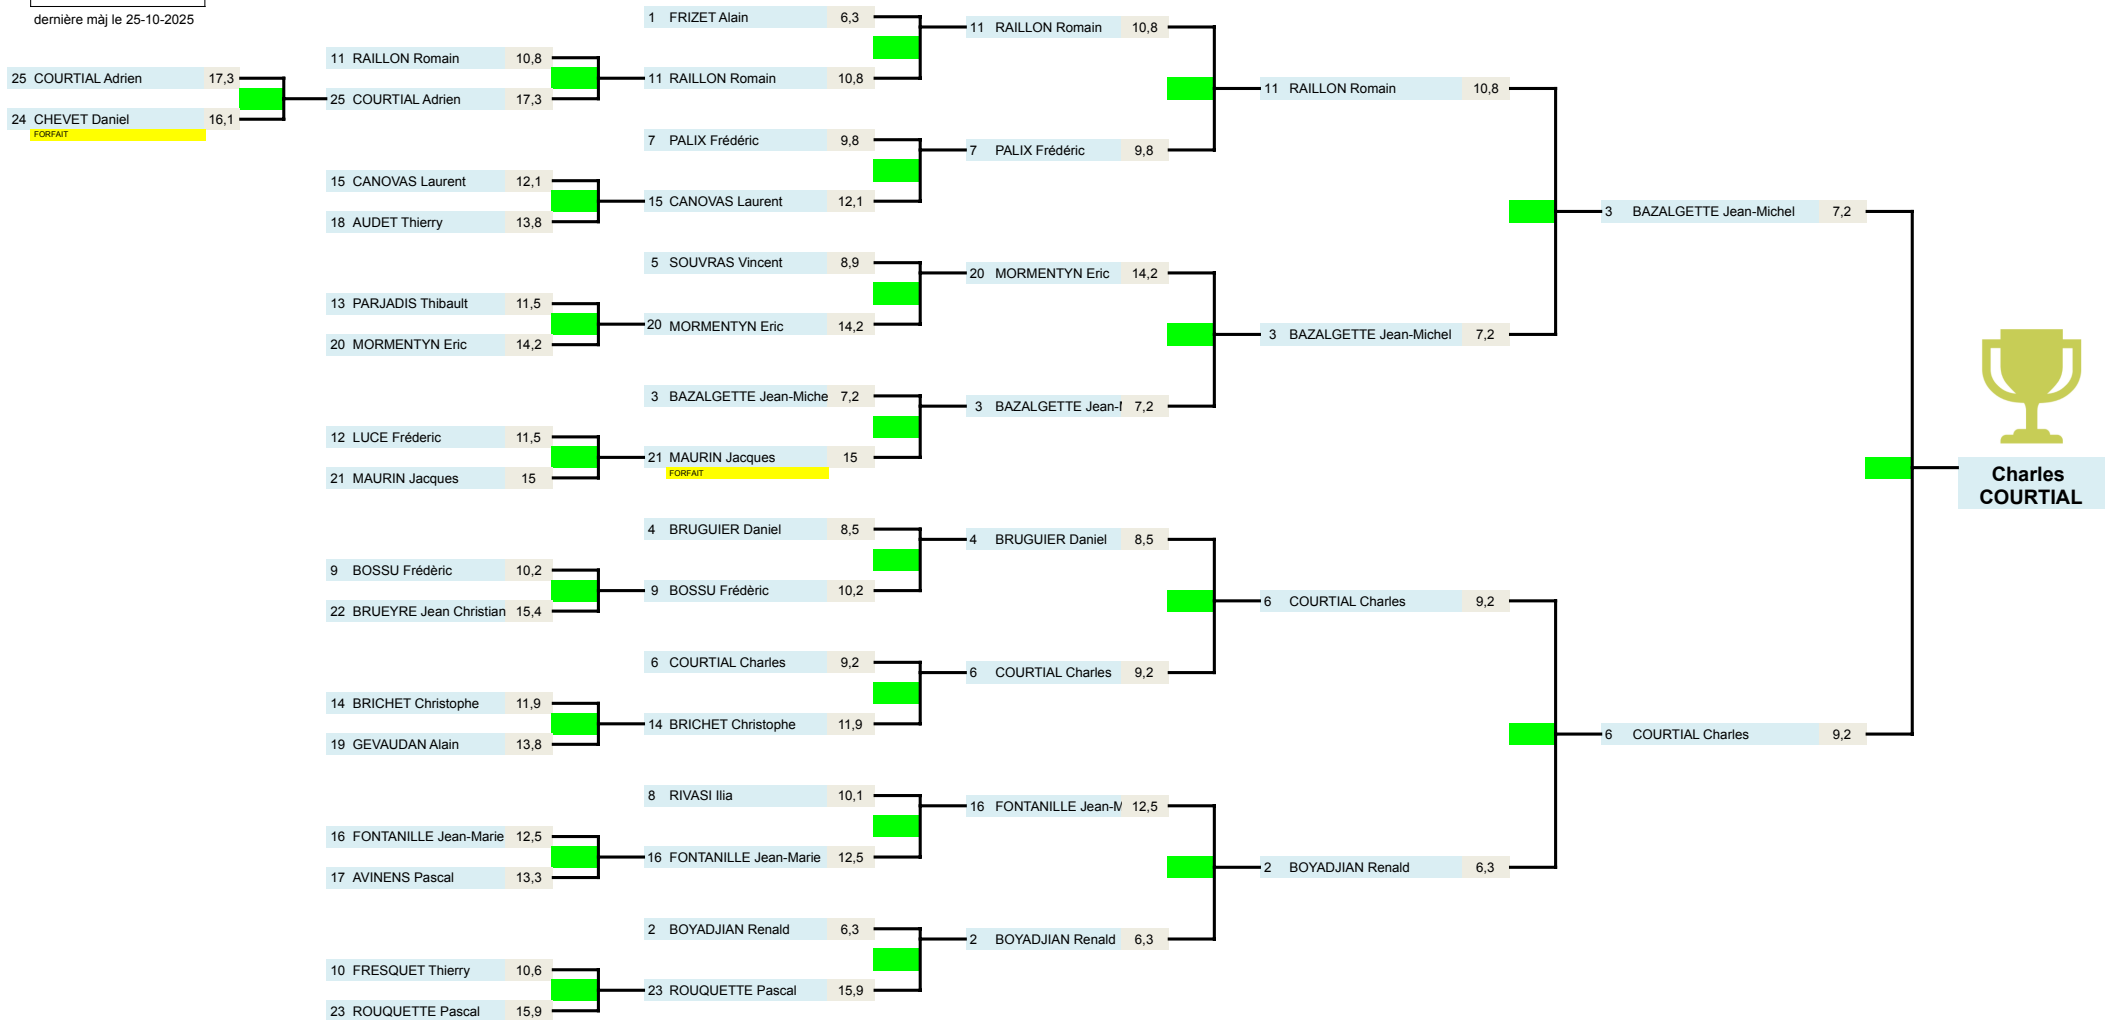 dernière màj le 25-10-2025
25 COURTIAL Adrien 17,3
24 CHEVET Daniel 16,1
FORFAIT
11 RAILLON Romain 10,8
25 COURTIAL Adrien 17,3
15 CANOVAS Laurent 12,1
18 AUDET Thierry 13,8
13 PARJADIS Thibault 11,5
20 MORMENTYN Eric 14,2
12 LUCE Fréderic 11,5
21 MAURIN Jacques 15
9 BOSSU Frédèric 10,2
22 BRUEYRE Jean Christian 15,4
14 BRICHET Christophe 11,9
19 GEVAUDAN Alain 13,8
16 FONTANILLE Jean-Marie 12,5
17 AVINENS Pascal 13,3
10 FRESQUET Thierry 10,6
23 ROUQUETTE Pascal 15,9
1 FRIZET Alain 6,3
11 RAILLON Romain 10,8
7 PALIX Frédéric 9,8
15 CANOVAS Laurent 12,1
5 SOUVRAS Vincent 8,9
20 MORMENTYN Eric 14,2
3 BAZALGETTE Jean-Miche 7,2
21 MAURIN Jacques 15
FORFAIT
4 BRUGUIER Daniel 8,5
9 BOSSU Frédèric 10,2
6 COURTIAL Charles 9,2
14 BRICHET Christophe 11,9
8 RIVASI Ilia 10,1
16 FONTANILLE Jean-Marie 12,5
2 BOYADJIAN Renald 6,3
23 ROUQUETTE Pascal 15,9
11 RAILLON Romain 10,8
7 PALIX Frédéric 9,8
20 MORMENTYN Eric 14,2
3 BAZALGETTE Jean- 7,2
4 BRUGUIER Daniel 8,5
6 COURTIAL Charles 9,2
16 FONTANILLE Jean-M 12,5
2 BOYADJIAN Renald 6,3
11 RAILLON Romain 10,8
3 BAZALGETTE Jean-Michel 7,2
6 COURTIAL Charles 9,2
2 BOYADJIAN Renald 6,3
3 BAZALGETTE Jean-Michel 7,2
6 COURTIAL Charles 9,2
Charles
COURTIAL